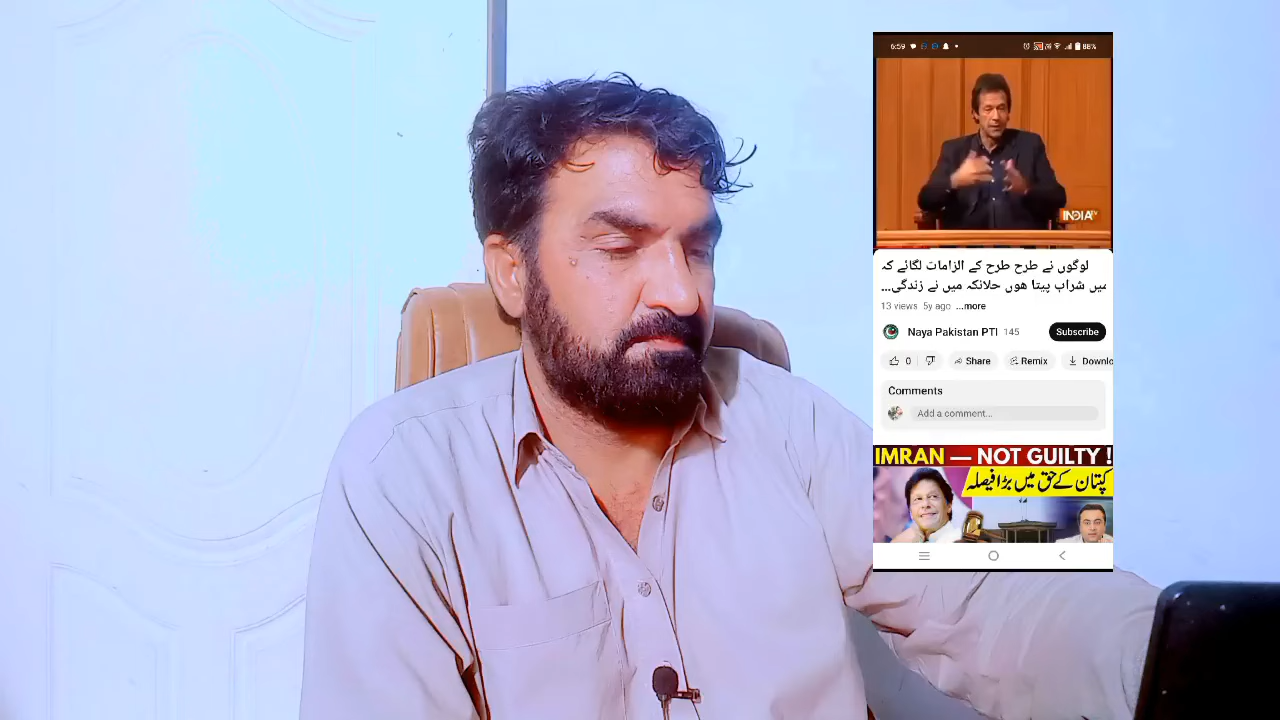 6:59
88%
INDIA TV
لوگوں نے طرح طرح کے الزامات لگائے کہ
میں شراب پیتا ھوں حلانکہ میں نے زندگی...
13 views 5y ago ...more
Naya Pakistan PTI 145 Subscribe
0 Share Remix Downlo
Comments
Add a comment...
IMRAN — NOT GUILTY !
کپتان کے حق میں بڑا فیصلہ